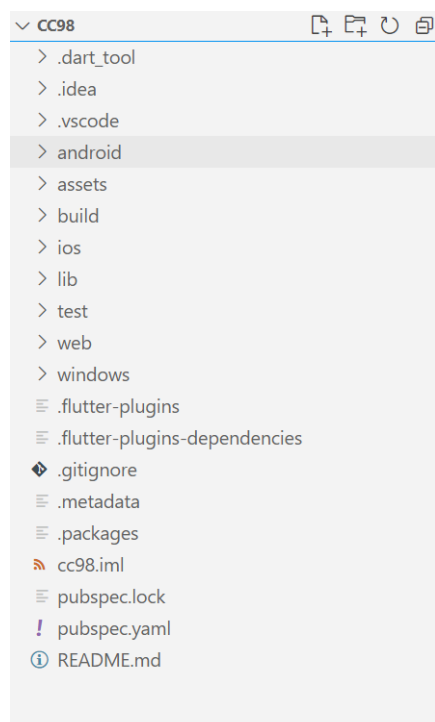 CC98
.dart_tool
.idea
.vscode
android
assets
build
ios
lib
test
web
windows
.flutter-plugins
.flutter-plugins-dependencies
.gitignore
.metadata
.packages
cc98.iml
pubspec.lock
pubspec.yaml
README.md